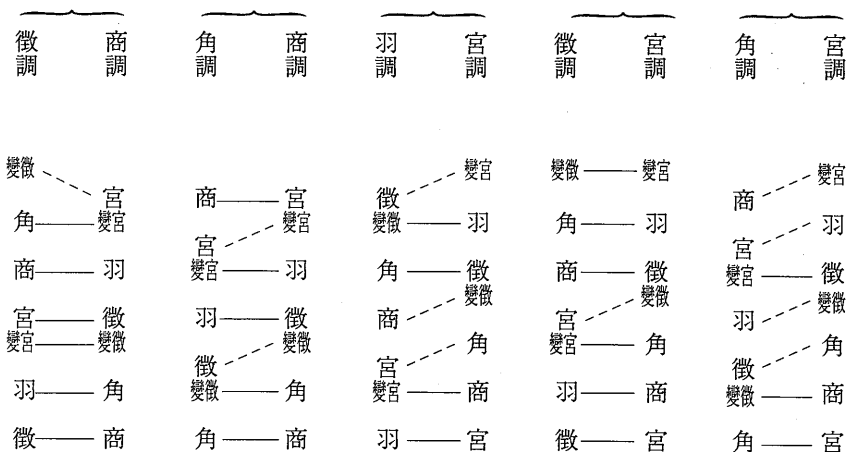 宮調 變宮 羽 徵 變徵 角 商 宮
角調 商 宮 變宮 羽 徵 變徵 角
宮調 變宮 羽 徵 變徵 角 商 宮
徵調 變徵 角 商 宮 變宮 羽 徵
宮調 變宮 羽 徵 變徵 角 商 宮
羽調 徵 變徵 角 商 宮 變宮 羽
商調 宮 變宮 羽 徵 變徵 角 商
角調 商 宮 變宮 羽 徵 變徵 角
商調 宮 變宮 羽 徵 變徵 角 商
徵調 變徵 角 商 宮 變宮 羽 徵